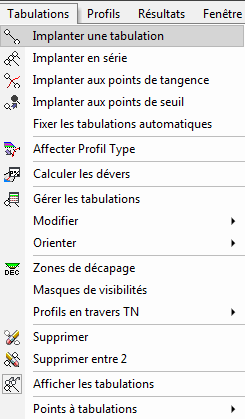 Tabulations Profils Résultats Fenêtre
Implanter une tabulation
Implanter en série
Implanter aux points de tangence
Implanter aux points de seuil
Fixer les tabulations automatiques
Affecter Profil Type
Calculer les dévers
Gérer les tabulations
Modifier
Orienter
DEC Zones de décapage
Masques de visibilités
Profils en travers TN
Supprimer
Supprimer entre 2
Afficher les tabulations
Points à tabulations